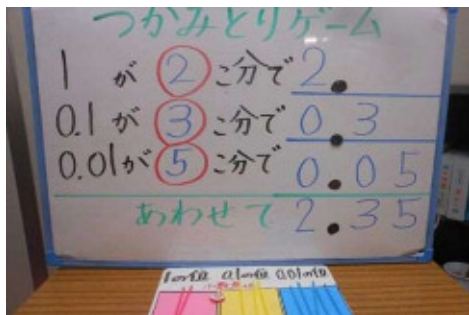 つかみとりゲーム
1 が 2 こ分で 2.
0.1 が 3 こ分で 0.3
0.01 が 5 こ分で 0.05
あわせて 2.35
1の位 0.1の位 0.01の位